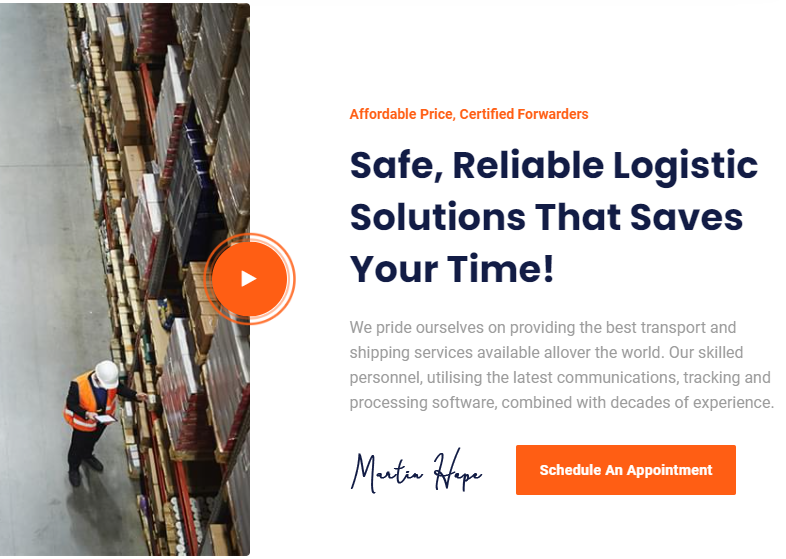 Affordable Price, Certified Forwarders
Safe, Reliable Logistic
Solutions That Saves
Your Time!
We pride ourselves on providing the best transport and
shipping services available allover the world. Our skilled
personnel, utilising the latest communications, tracking and
processing software, combined with decades of experience.
Martin Hope
Schedule An Appointment